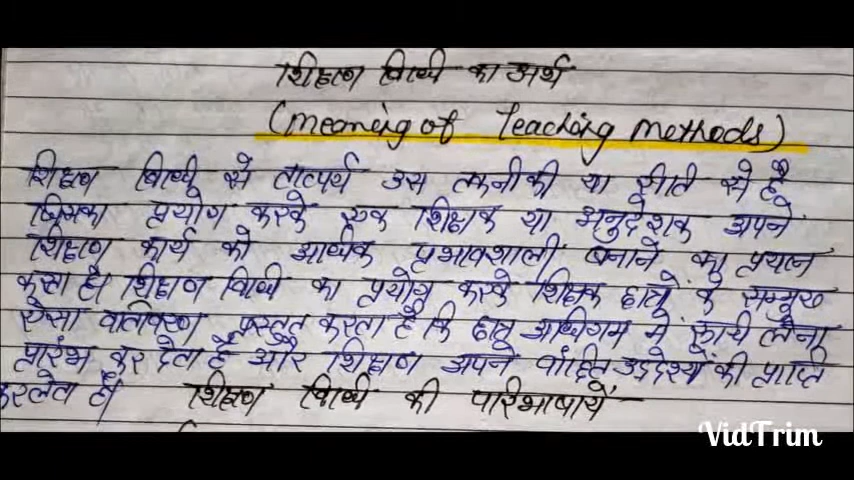 शिक्षण विधि का अर्थ
(Meaning of Teaching Methods)
शिक्षण विधि से तात्पर्य उस तकनीकी या रीति से है
जिसका प्रयोग करके एक शिक्षक या अनुदेशक अपने
शिक्षण कार्य को अधिक प्रभावशाली बनाने का प्रयत्न
करता है। शिक्षण विधि का प्रयोग करके शिक्षक छात्रों के सम्मुख
ऐसा वातावरण प्रस्तुत करता है कि छात्र अधिगम में रूचि लेना
प्रारंभ कर देता है और शिक्षण अपने वांछित उद्देश्यों की प्राप्ति
कर लेता है।
शिक्षण विधि की परिभाषायें
VidTrim